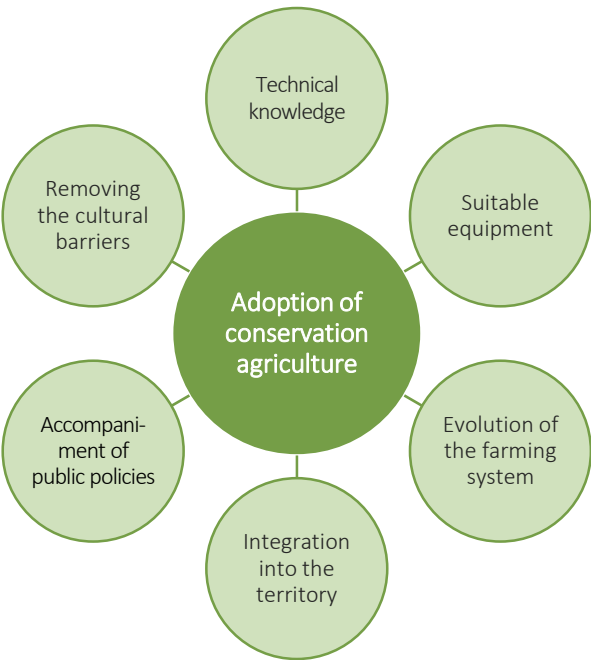 Technical
knowledge
Removing
the cultural
barriers
Suitable
equipment
Adoption of
conservation
agriculture
Accompani-
ment of
public policies
Evolution of
the farming
system
Integration
into the
territory